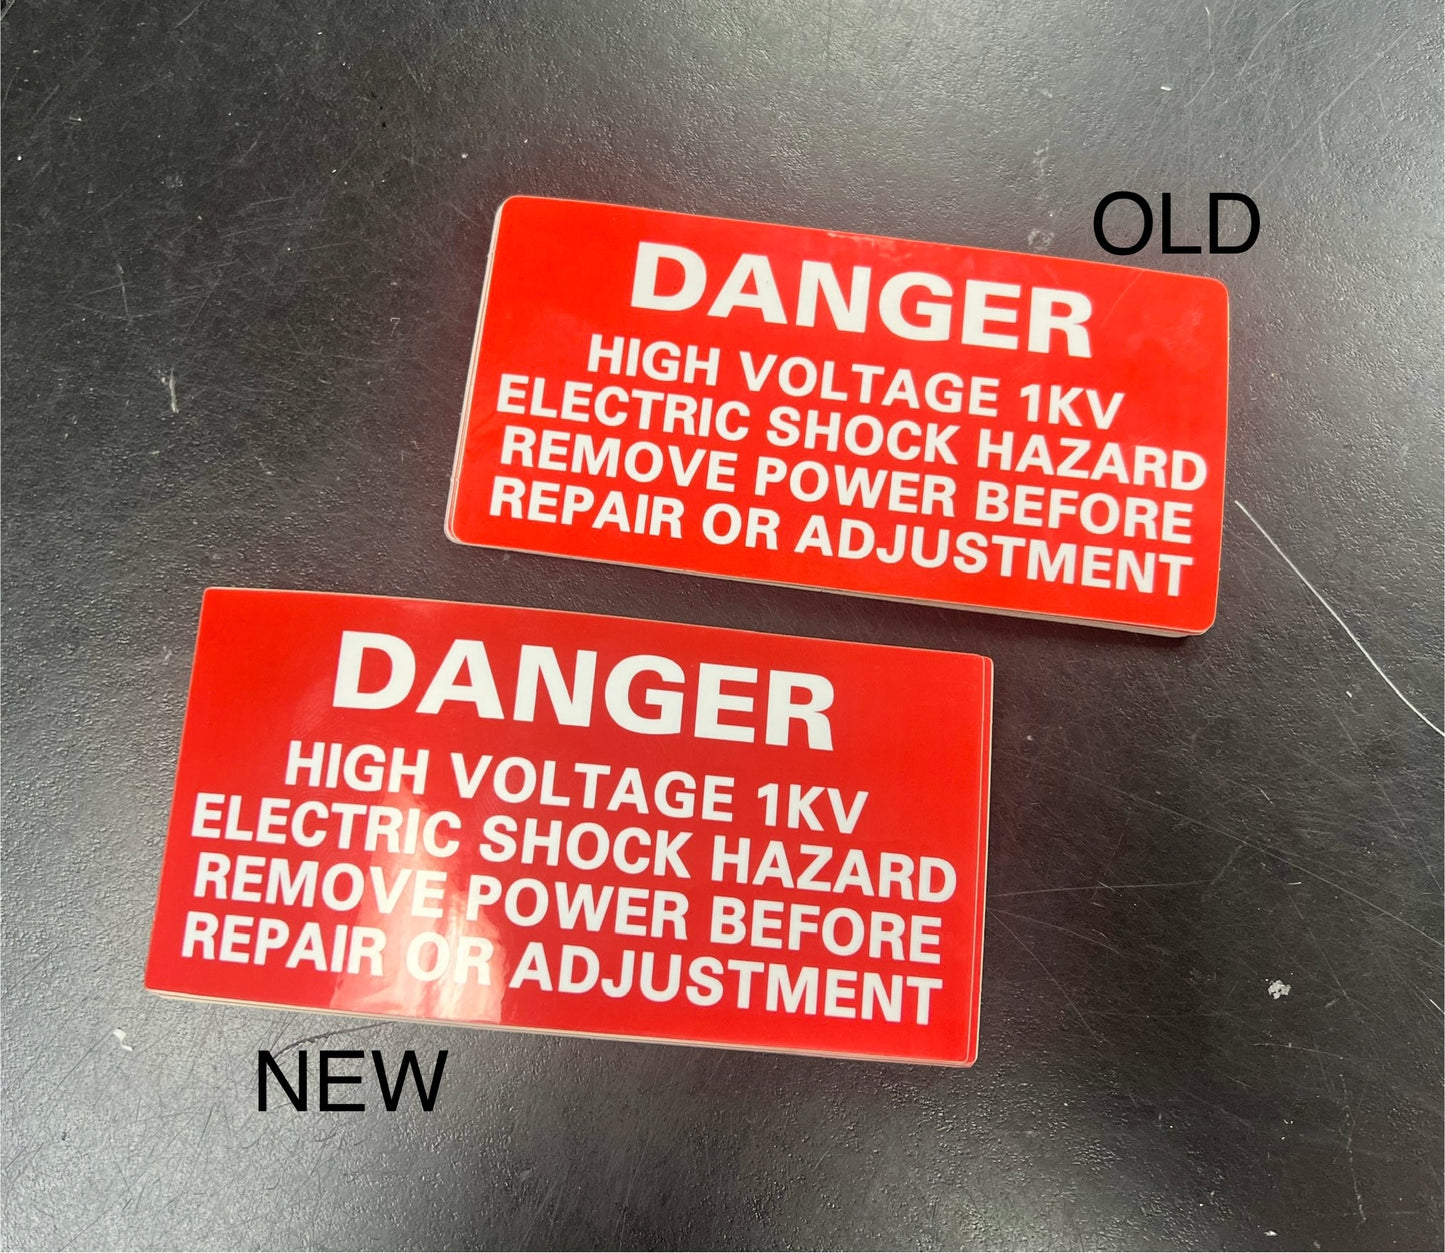 OLD
DANGER
HIGH VOLTAGE 1KV
ELECTRIC SHOCK HAZARD
REMOVE POWER BEFORE
REPAIR OR ADJUSTMENT
DANGER
HIGH VOLTAGE 1KV
ELECTRIC SHOCK HAZARD
REMOVE POWER BEFORE
REPAIR OR ADJUSTMENT
NEW